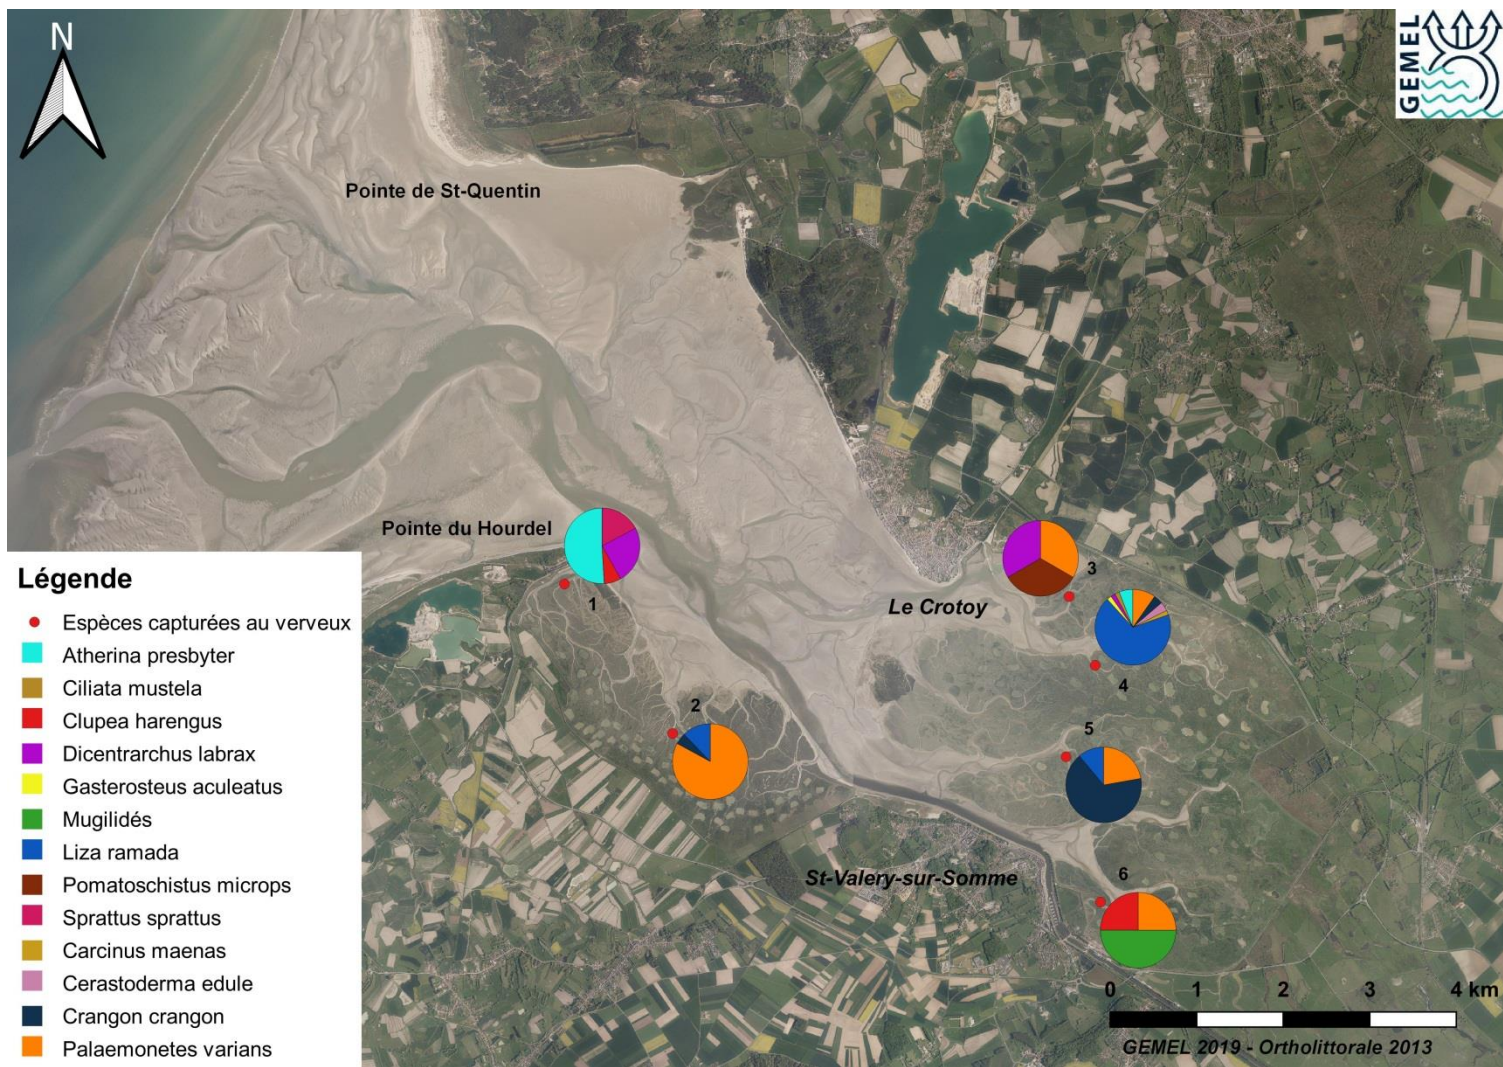 N
GEMEL
Pointe de St-Quentin
Pointe du Hourdel
1
2
3
Le Crotoy
4
5
St-Valery-sur-Somme
6
Légende
Espèces capturées au verveux
Atherina presbyter
Ciliata mustela
Clupea harengus
Dicentrarchus labrax
Gasterosteus aculeatus
Mugilidés
Liza ramada
Pomatoschistus microps
Sprattus sprattus
Carcinus maenas
Cerastoderma edule
Crangon crangon
Palaemonetes varians
0 1 2 3 4 km
GEMEL 2019 - Ortholittorale 2013